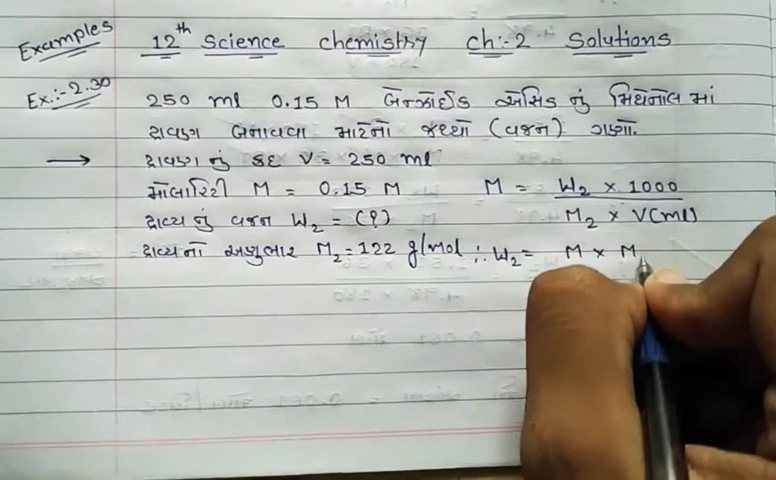 Examples 12th Science chemistry ch:-2 Solutions
Ex.:- 2.30 250 ml 0.15 M બેન્ઝોઈક એસિડ નું મિથેનોલ માં
દ્રાવણ બનાવવા માટેનો જથ્થો (વજન) ગણો.
→ દ્રાવણ નું કદ V = 250 ml
મોલારિટી M = 0.15 M M = W₂ × 1000
દ્રાવ્ય નું વજન W₂ = (?) M₂ × V(ml)
દ્રાવ્ય નો અણુભાર M₂ = 122 g/mol ∴ W₂ = M × M